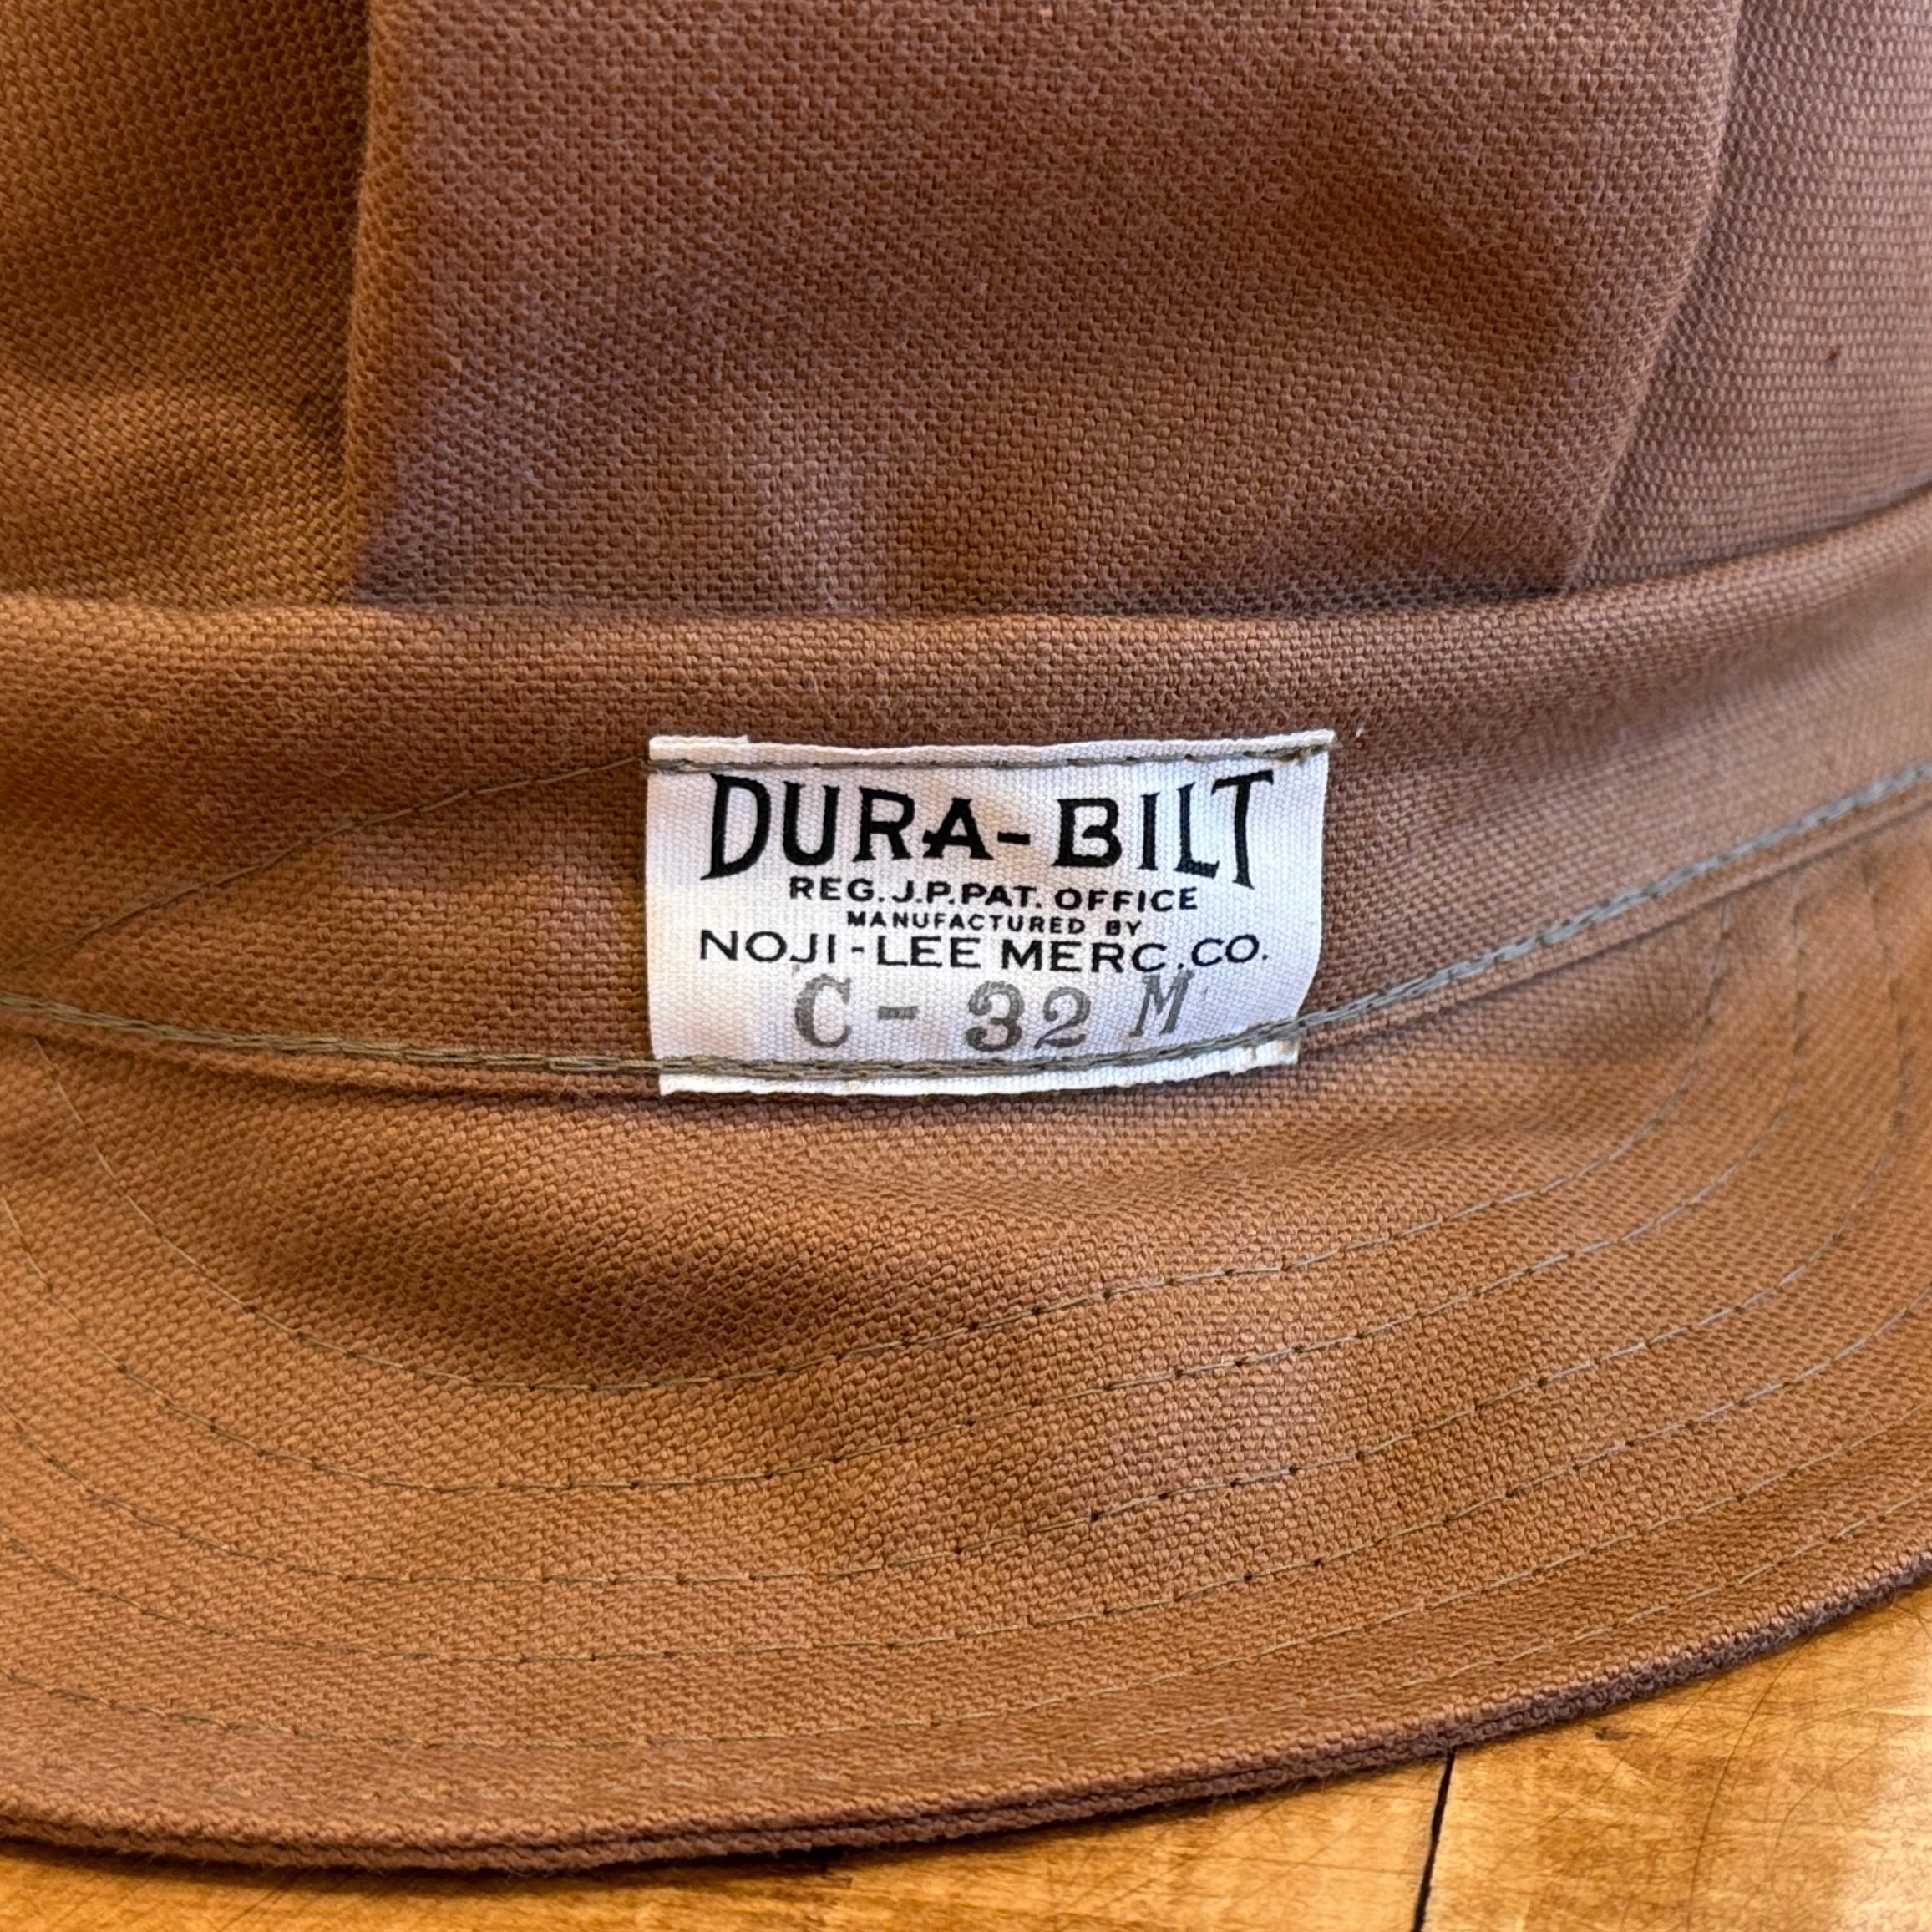 DURA-BILT
REG.J.P.PAT. OFFICE
MANUFACTURED BY
NOJI-LEE MERC.CO.
C-32 M